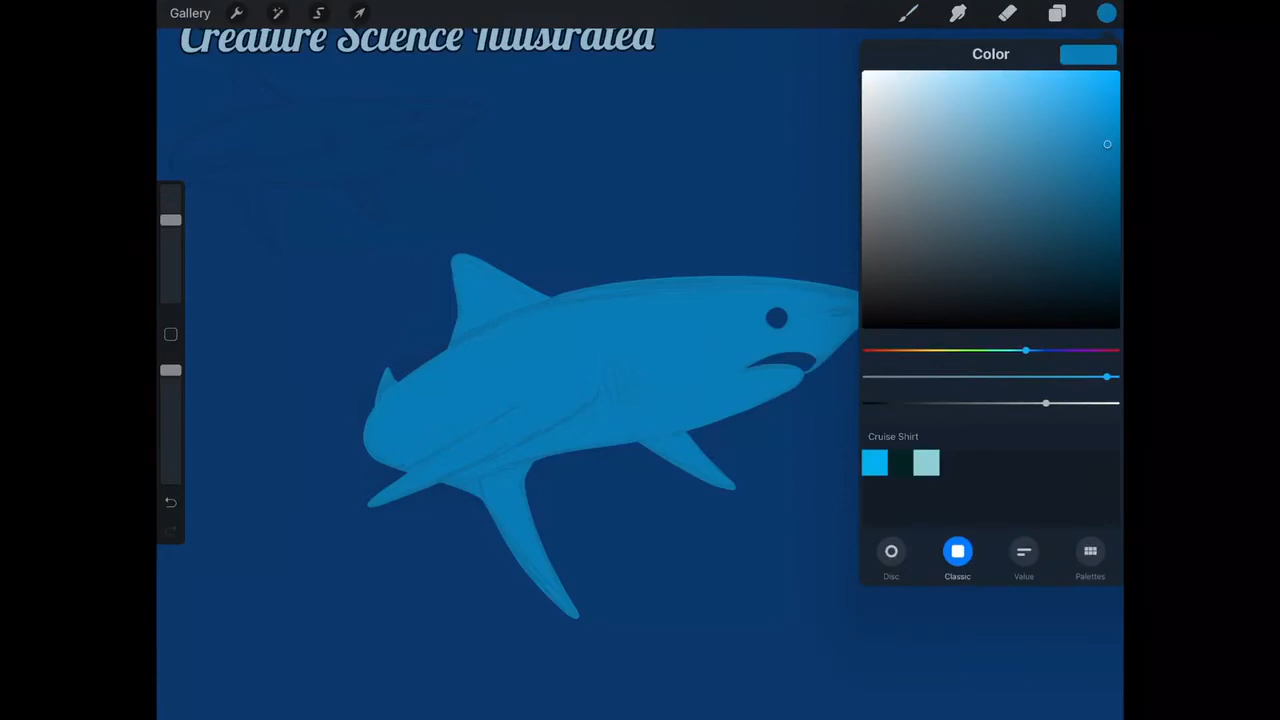 Gallery
Creature Science Illustrated
Color
Cruise Shirt
Disc
Classic
Value
Palettes